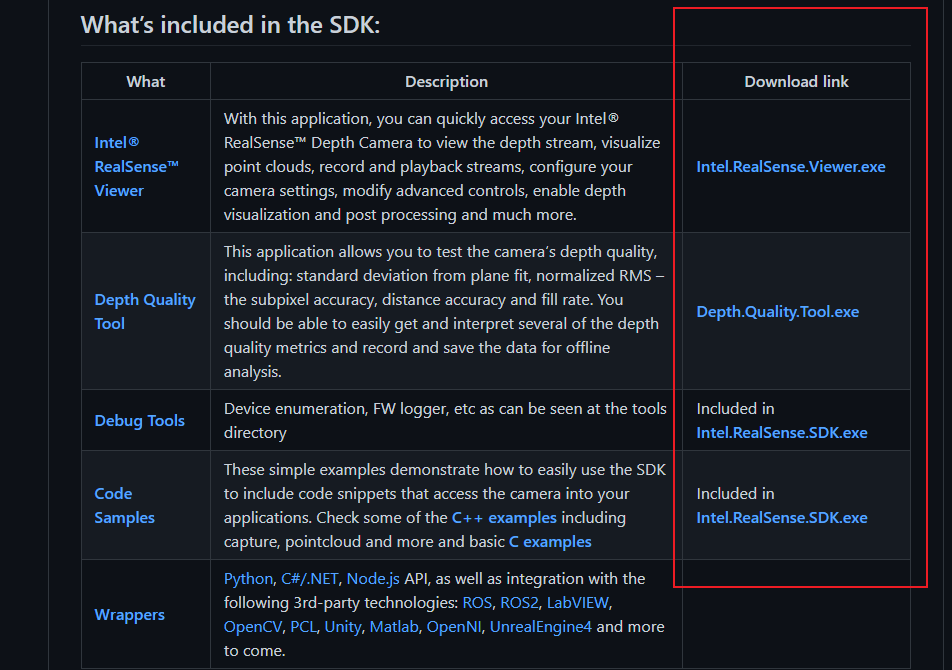 What's included in the SDK:
What Description Download link
Intel®
RealSense™
Viewer
With this application, you can quickly access your Intel®
RealSense™ Depth Camera to view the depth stream, visualize
point clouds, record and playback streams, configure your
camera settings, modify advanced controls, enable depth
visualization and post processing and much more.
Intel.RealSense.Viewer.exe
Depth Quality
Tool
This application allows you to test the camera's depth quality,
including: standard deviation from plane fit, normalized RMS –
the subpixel accuracy, distance accuracy and fill rate. You
should be able to easily get and interpret several of the depth
quality metrics and record and save the data for offline
analysis.
Depth.Quality.Tool.exe
Debug Tools
Device enumeration, FW logger, etc as can be seen at the tools
directory
Included in
Intel.RealSense.SDK.exe
Code
Samples
These simple examples demonstrate how to easily use the SDK
to include code snippets that access the camera into your
applications. Check some of the C++ examples including
capture, pointcloud and more and basic C examples
Included in
Intel.RealSense.SDK.exe
Wrappers
Python, C#/.NET, Node.js API, as well as integration with the
following 3rd-party technologies: ROS, ROS2, LabVIEW,
OpenCV, PCL, Unity, Matlab, OpenNI, UnrealEngine4 and more
to come.